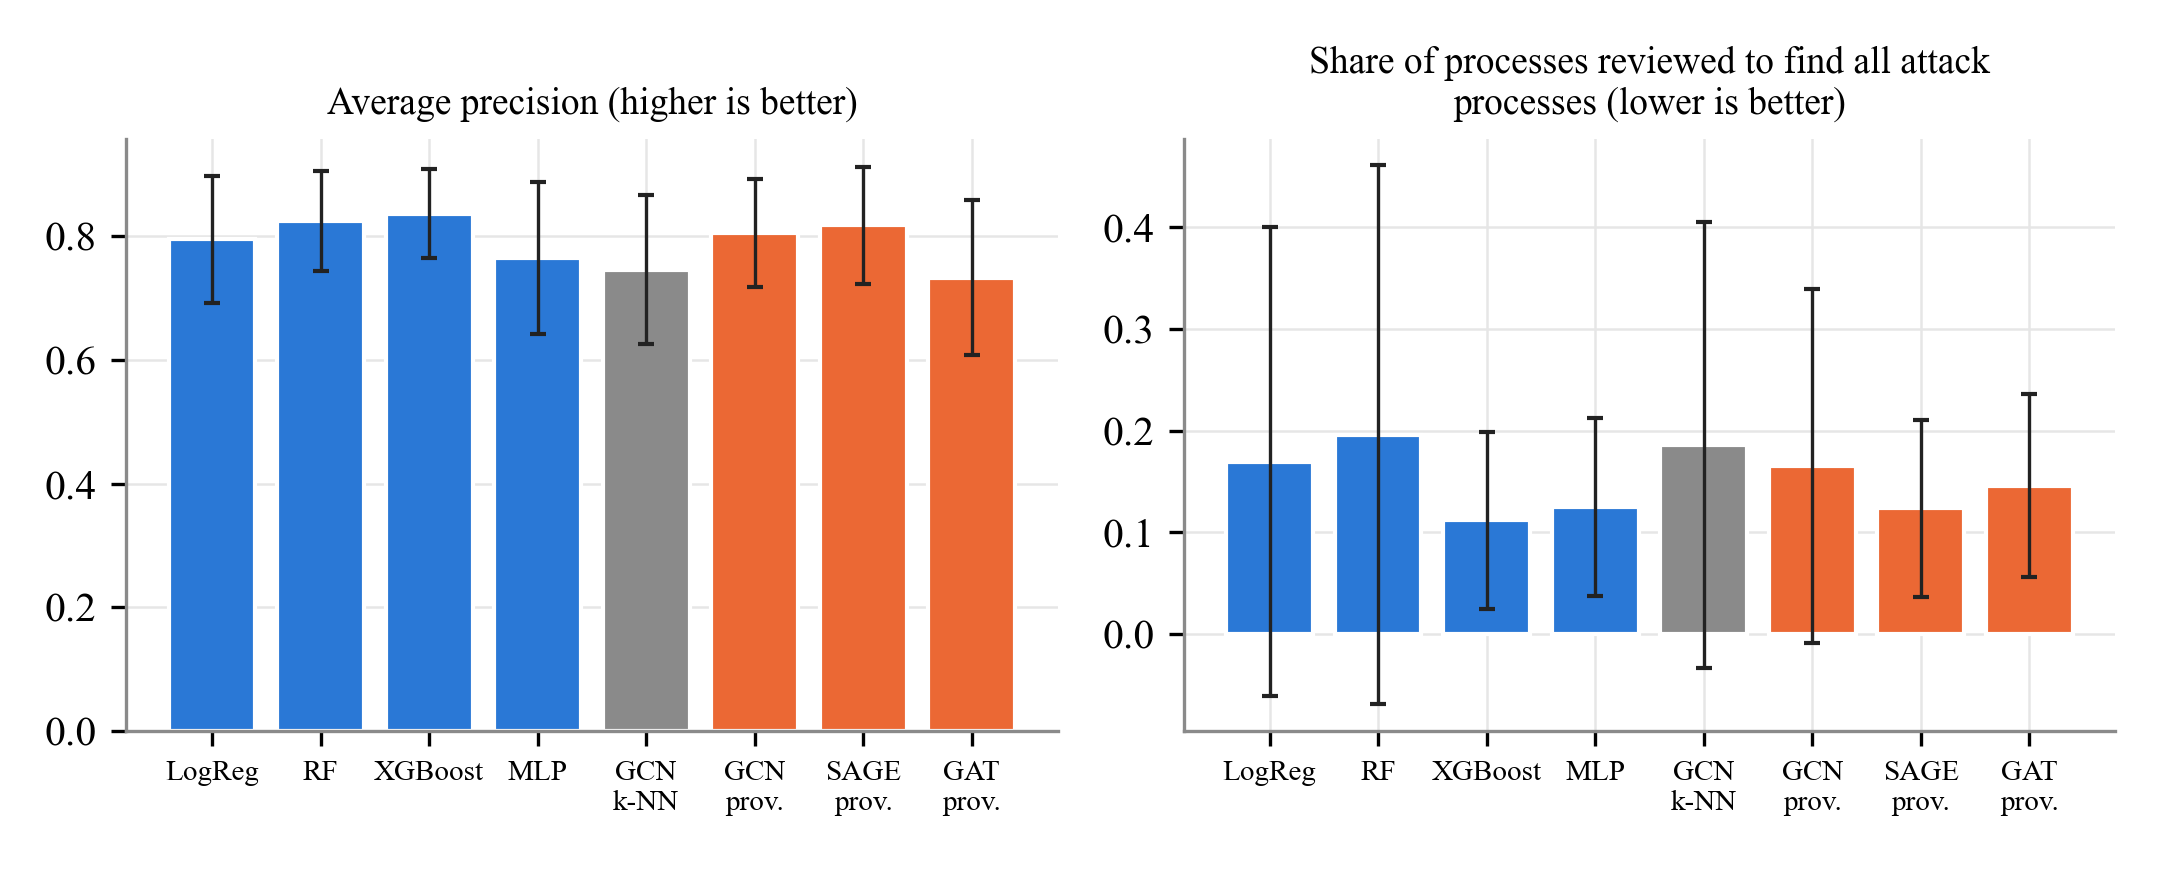 Average precision (higher is better)
0.8
0.6
0.4
0.2
0.0
LogReg RF XGBoost MLP GCN GCN SAGE GAT
k-NN prov. prov. prov.
Share of processes reviewed to find all attack
processes (lower is better)
0.4
0.3
0.2
0.1
0.0
LogReg RF XGBoost MLP GCN GCN SAGE GAT
k-NN prov. prov. prov.